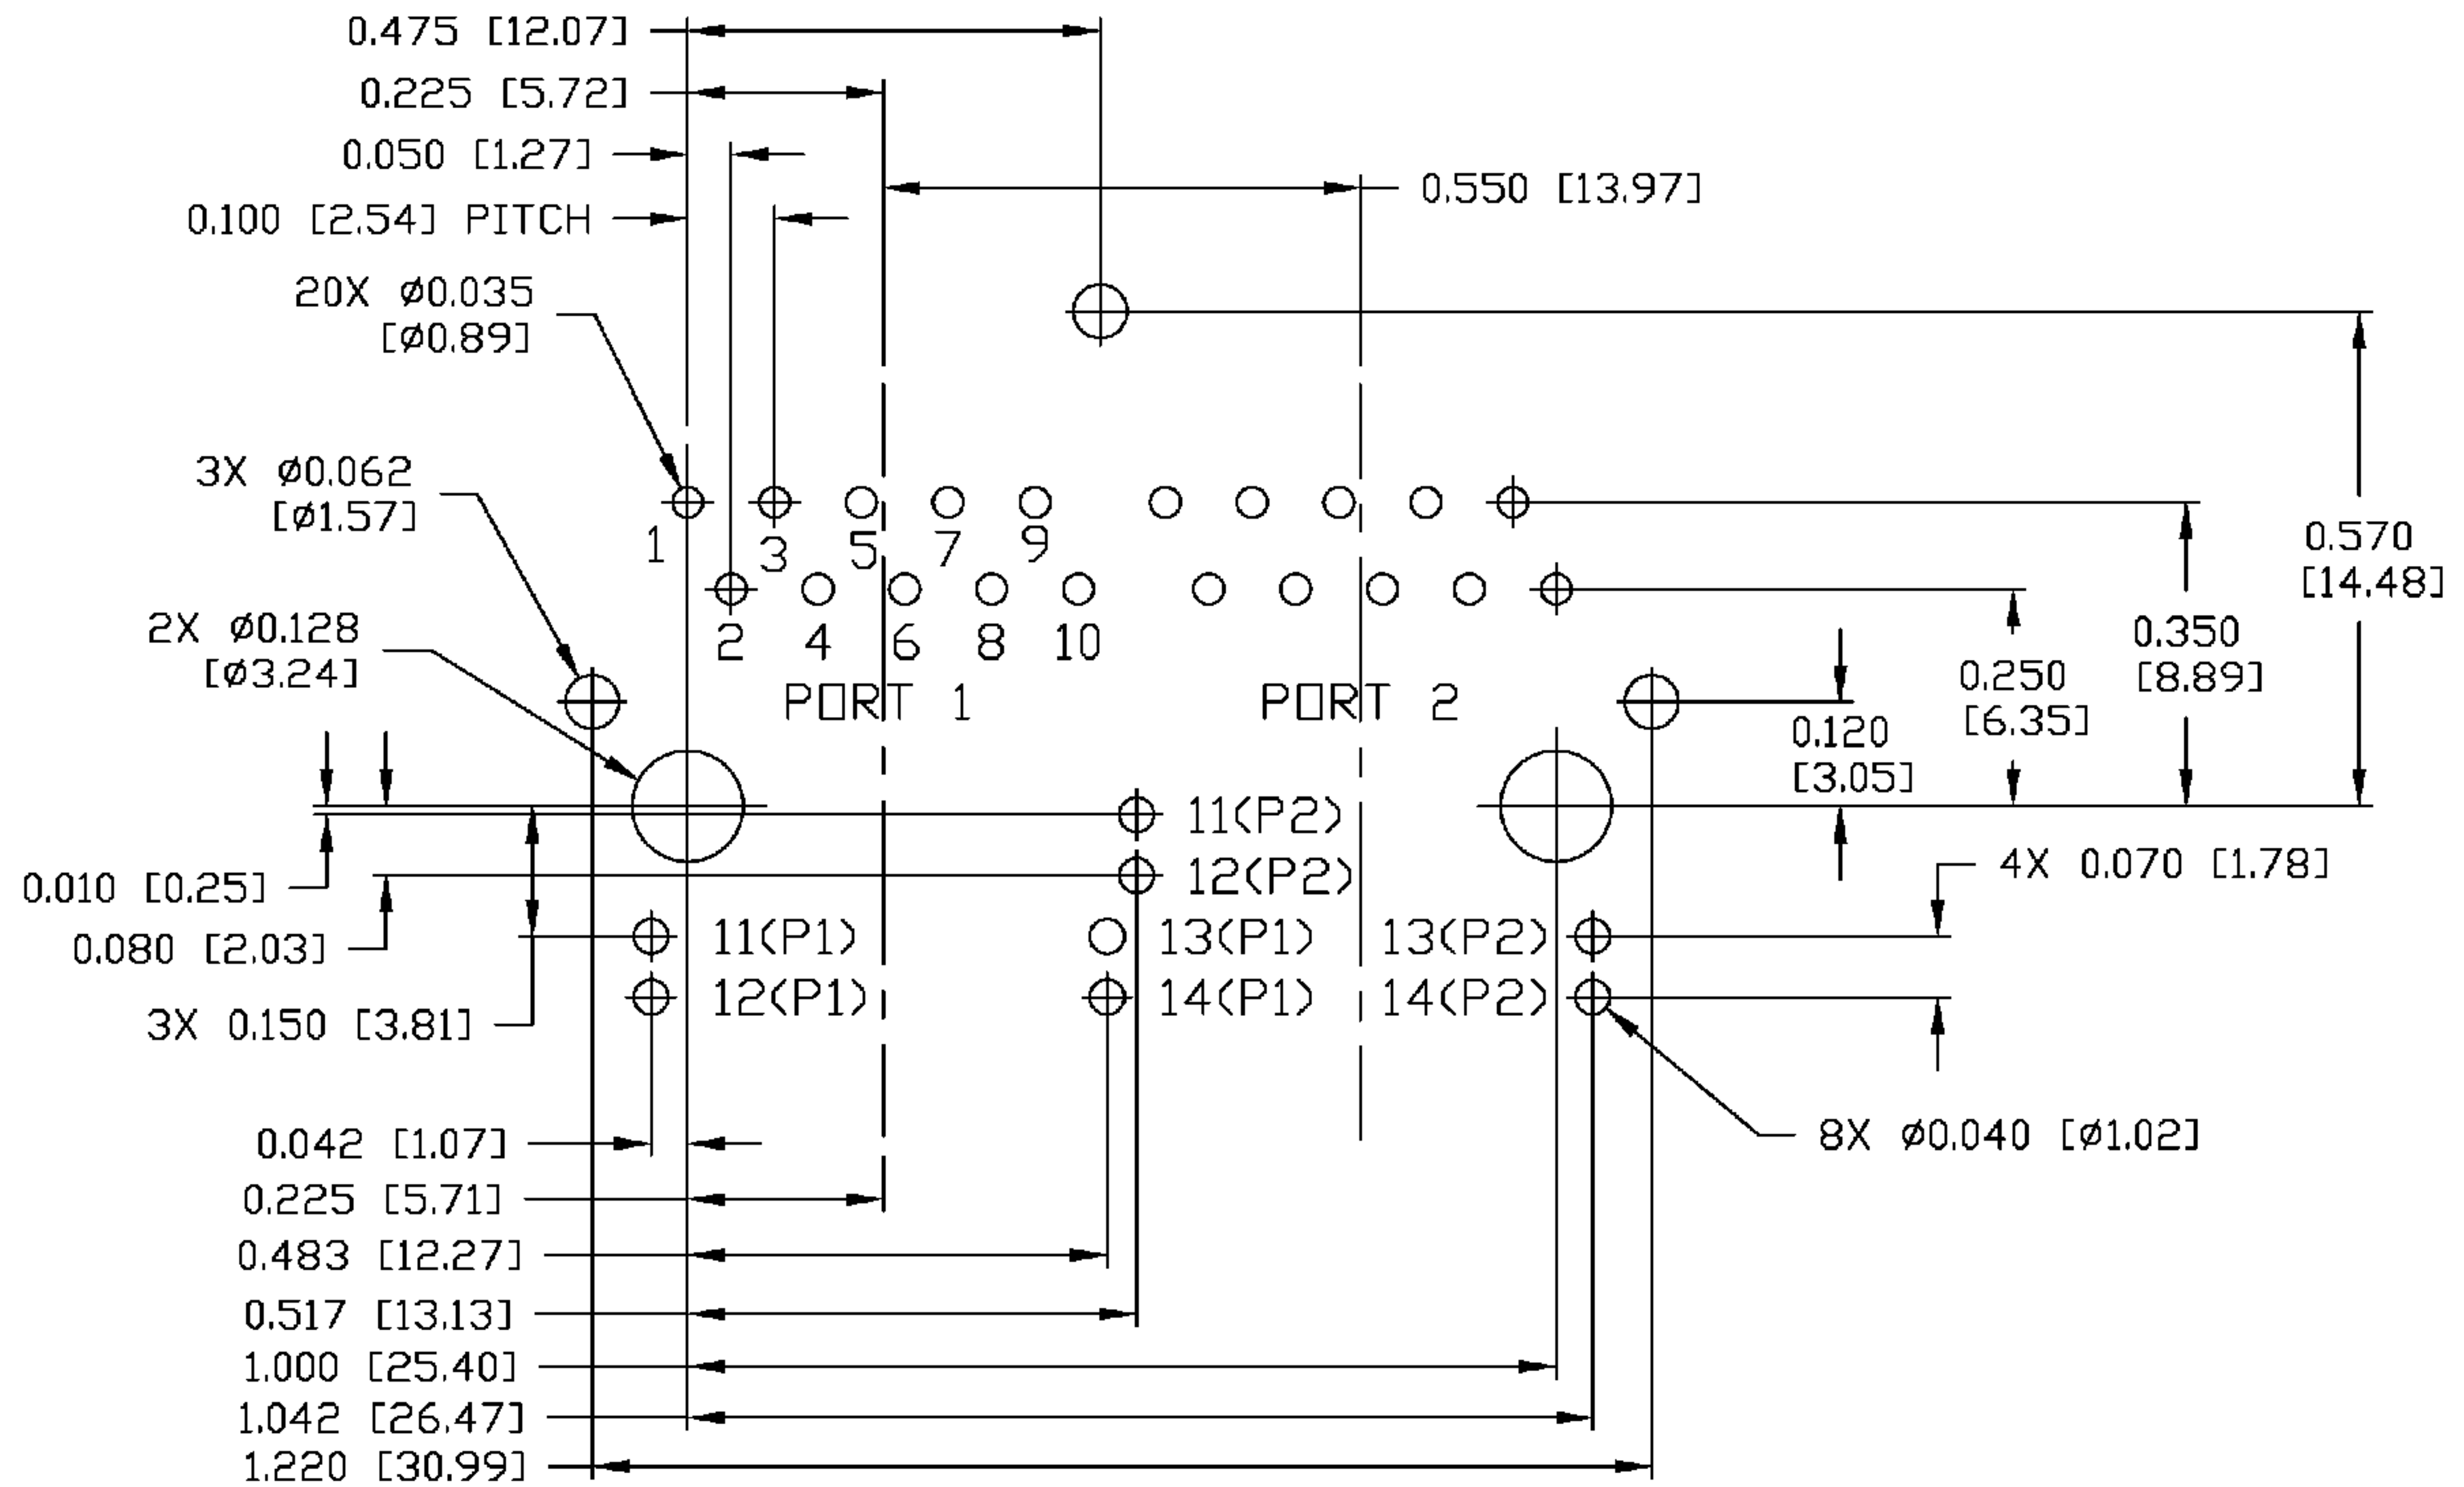 0.475 [12.07]
0.225 [5.72]
0.050 [1.27]
0.550 [13.97]
0.100 [2.54] PITCH
20X ø0.035
[ø0.89]
3X ø0.062
[ø1.57]
1
3
5
7
9
0.570
[14.48]
2X ø0.128
[ø3.24]
2
4
6
8
10
0.350
[8.89]
0.250
[6.35]
PORT 1
PORT 2
0.120
[3.05]
11(P2)
12(P2)
4X 0.070 [1.78]
0.010 [0.25]
0.080 [2.03]
11(P1)
13(P1)
13(P2)
12(P1)
14(P1)
14(P2)
3X 0.150 [3.81]
8X ø0.040 [ø1.02]
0.042 [1.07]
0.225 [5.71]
0.483 [12.27]
0.517 [13.13]
1.000 [25.40]
1.042 [26.47]
1.220 [30.99]